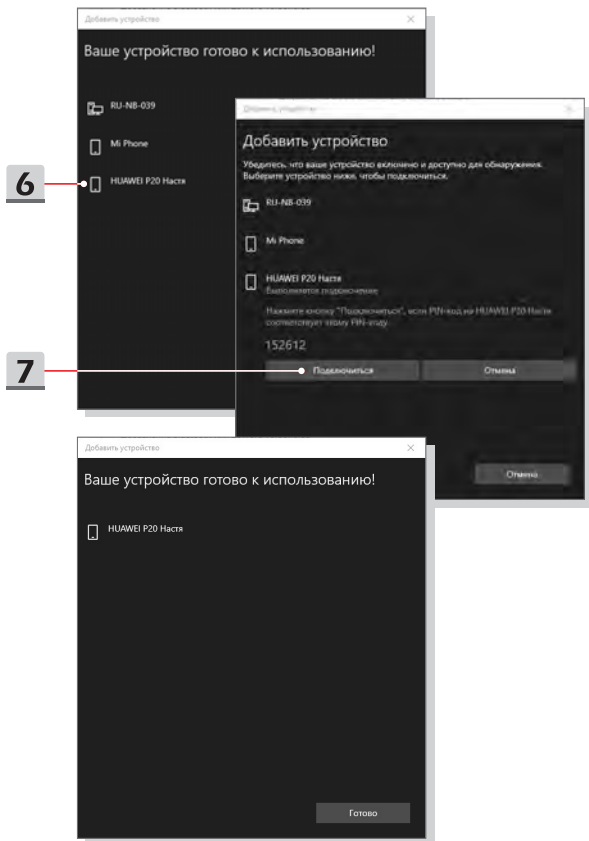 Добавить устройство
Ваше устройство готово к использованию!
RU-NB-039
Mi Phone
6
HUAWEI P20 Настя
Добавить устройство
Добавить устройство
Убедитесь, что ваше устройство включено и доступно для обнаружения.
Выберите устройство ниже, чтобы подключиться.
RU-NB-039
Mi Phone
HUAWEI P20 Настя
Выполняется подключение
Нажмите кнопку "Подключиться", если PIN-код на HUAWEI P20 Настя
соответствует этому PIN-коду.
152612
7
Подключиться
Отмена
Отмена
Добавить устройство
Ваше устройство готово к использованию!
HUAWEI P20 Настя
Готово